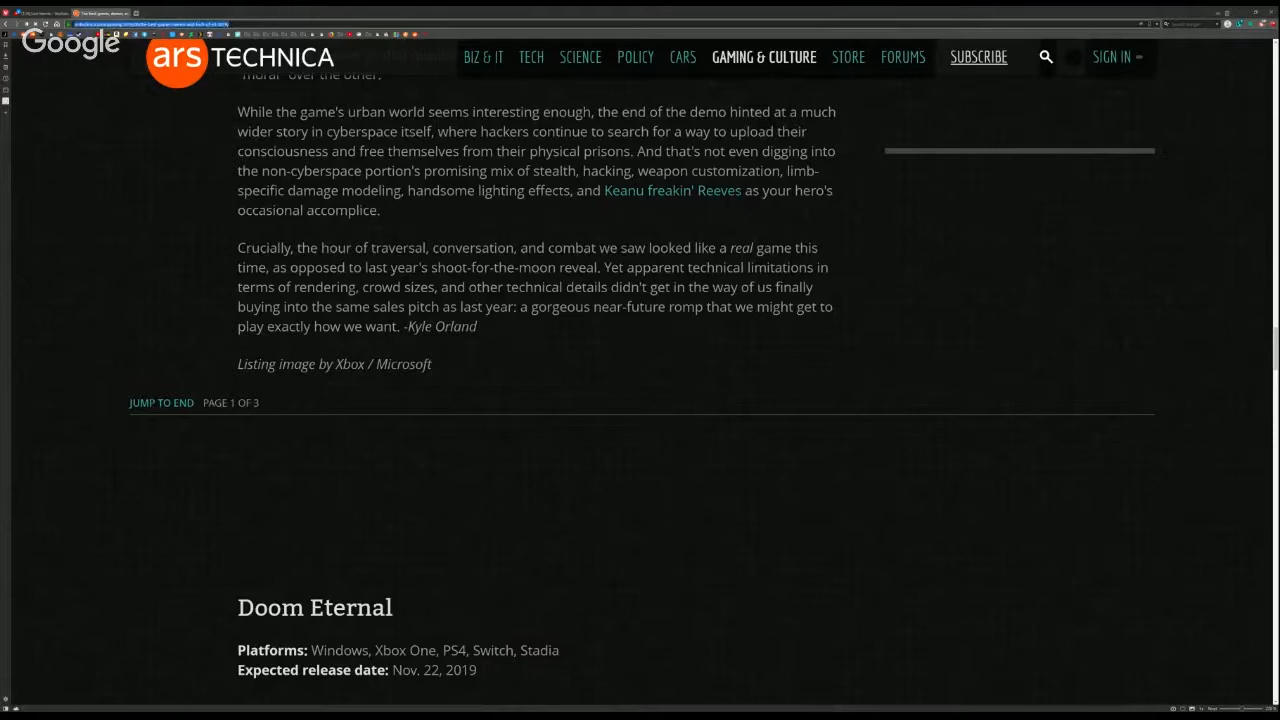 Google
ars TECHNICA
BIZ & IT TECH SCIENCE POLICY CARS GAMING & CULTURE STORE FORUMS SUBSCRIBE SIGN IN
"moral" over the other.
While the game's urban world seems interesting enough, the end of the demo hinted at a much
wider story in cyberspace itself, where hackers continue to search for a way to upload their
consciousness and free themselves from their physical prisons. And that's not even digging into
the non-cyberspace portion's promising mix of stealth, hacking, weapon customization, limb-
specific damage modeling, handsome lighting effects, and Keanu freakin' Reeves as your hero's
occasional accomplice.
Crucially, the hour of traversal, conversation, and combat we saw looked like a real game this
time, as opposed to last year's shoot-for-the-moon reveal. Yet apparent technical limitations in
terms of rendering, crowd sizes, and other technical details didn't get in the way of us finally
buying into the same sales pitch as last year: a gorgeous near-future romp that we might get to
play exactly how we want. -Kyle Orland
Listing image by Xbox / Microsoft
JUMP TO END PAGE 1 OF 3
Doom Eternal
Platforms: Windows, Xbox One, PS4, Switch, Stadia
Expected release date: Nov. 22, 2019